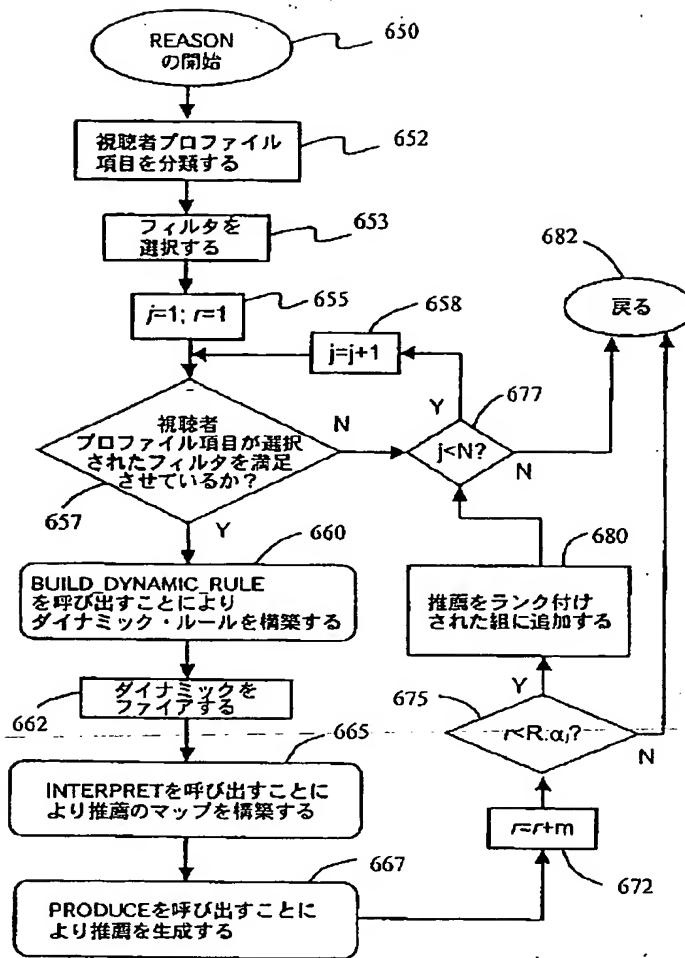 REASON
の開始
650
視聴者プロファイル
項目を分類する
652
フィルタを
選択する
653
682
戻る
j=1; r=1
655
658
j=j+1
Y
677
視聴者
プロファイル項目が選択
されたフィルタを満足
させているか?
N
j<N?
N
657
Y
660
680
BUILD_DYNAMIC_RULE
を呼び出すことにより
ダイナミック・ルールを構築する
推薦をランク付け
された組に追加する
ダイナミックを
ファイアする
662
Y
675
665
r<R.αj?
N
INTERPRETを呼び出すことに
より推薦のマップを構築する
r=r+m
672
667
PRODUCEを呼び出すことに
より推薦を生成する